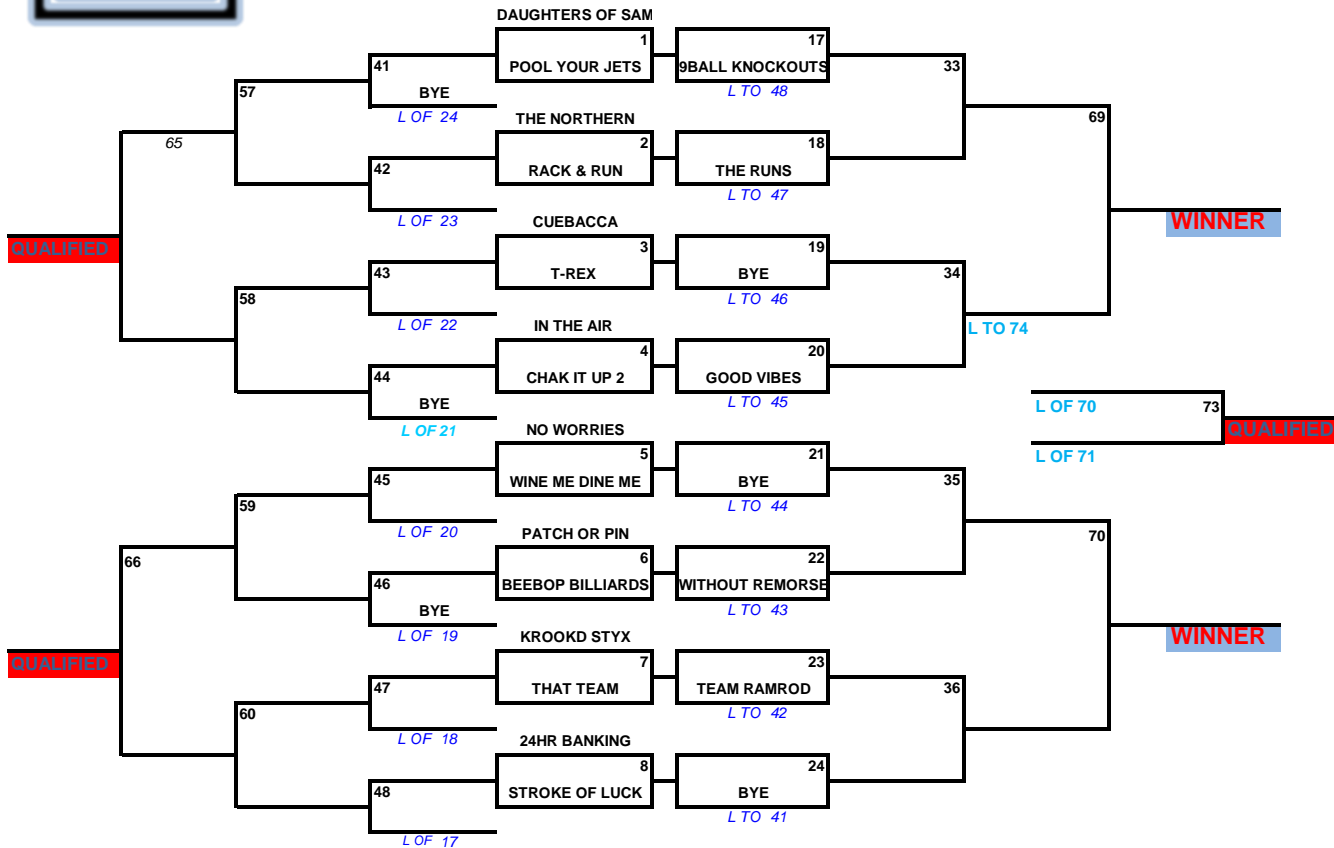 DAUGHTERS OF SAM
1 17
41 POOL YOUR JETS 9BALL KNOCKOUTS 33
57 BYE L TO 48
L OF 24 THE NORTHERN 69
65 2 18
42 RACK & RUN THE RUNS
L TO 47
L OF 23 CUEBACCA WINNER
QUALIFIED 3 19
43 T-REX BYE 34
58 L TO 46
L OF 22 IN THE AIR L TO 74
4 20
44 CHAK IT UP 2 GOOD VIBES
BYE L TO 45 L OF 70 73
L OF 21 NO WORRIES QUALIFIED
5 21 L OF 71
45 WINE ME DINE ME BYE 35
59 L TO 44
L OF 20 PATCH OR PIN 70
66 6 22
46 BEEBOP BILLIARDS WITHOUT REMORSE
BYE L TO 43
L OF 19 KROOKD STYX WINNER
QUALIFIED 7 23
47 THAT TEAM TEAM RAMROD 36
60 L TO 42
L OF 18 24HR BANKING
8 24
48 STROKE OF LUCK BYE
L TO 41
L OF 17